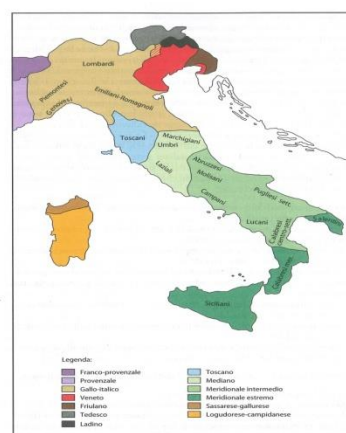 Lombardi
Piemontesi
Genovesi
Emiliani-Romagnoli
Toscani
Marchigiani
Umbri
Laziali
Abruzzesi
Molisani
Campani
Pugliesi sett.
Lucani
Calabresi centro-sett.
Salentini
Siciliani
Legenda:
Franco-provenzale
Provenzale
Gallo-Italico
Veneto
Friulano
Tedesco
Ladino
Toscano
Mediano
Meridionale intermedio
Meridionale estremo
Sassarese-gallurese
Logudorese-campidanese